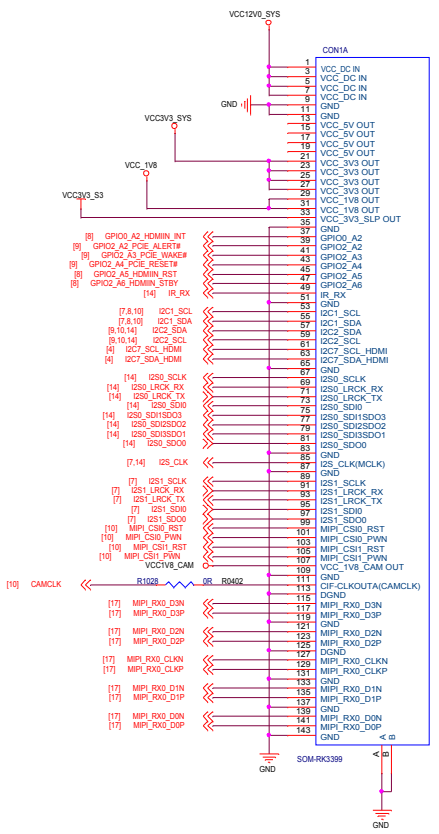 VCC12V0_SYS
CON1A
1 VCC_DC IN
3 VCC_DC IN
5 VCC_DC IN
7 VCC_DC IN
GND 9 GND
11 GND
VCC3V3_SYS
13 VCC_5V OUT
15 VCC_5V OUT
17 VCC_5V OUT
19 VCC_5V OUT
VCC_1V8
21 VCC_3V3 OUT
23 VCC_3V3 OUT
25 VCC_3V3 OUT
27 VCC_3V3 OUT
VCC3V3_S3
29 VCC_1V8 OUT
31 VCC_1V8 OUT
33 VCC_3V3_SLP OUT
35 GND
[8] GPIO0_A2_HDMIIN_INT 37 GPIO0_A2
[9] GPIO2_A2_PCIE_ALERT# 39 GPIO2_A2
[9] GPIO2_A3_PCIE_WAKE# 41 GPIO2_A3
[9] GPIO2_A4_PCIE_RESET# 43 GPIO2_A4
[8] GPIO2_A5_HDMIIN_RST 45 GPIO2_A5
[8] GPIO2_A6_HDMIIN_STBY 47 GPIO2_A6
[14] IR_RX 49 IR_RX
51 GND
[7,8,10] I2C1_SCL 53 I2C1_SCL
[7,8,10] I2C1_SDA 55 I2C1_SDA
[9,10,14] I2C2_SDA 57 I2C2_SDA
[9,10,14] I2C2_SCL 59 I2C2_SCL
[4] I2C7_SCL_HDMI 61 I2C7_SCL_HDMI
[4] I2C7_SDA_HDMI 63 I2C7_SDA_HDMI
65 GND
[14] I2S0_SCLK 67 I2S0_SCLK
[14] I2S0_LRCK_RX 69 I2S0_LRCK_RX
[14] I2S0_LRCK_TX 71 I2S0_LRCK_TX
[14] I2S0_SDI0 73 I2S0_SDI0
[14] I2S0_SDI1SDO3 75 I2S0_SDI1SDO3
[14] I2S0_SDI2SDO2 77 I2S0_SDI2SDO2
[14] I2S0_SDI3SDO1 79 I2S0_SDI3SDO1
[14] I2S0_SDO0 81 I2S0_SDO0
83 GND
[7,14] I2S_CLK 85 I2S_CLK(MCLK)
87 GND
[7] I2S1_SCLK 89 I2S1_SCLK
[7] I2S1_LRCK_RX 91 I2S1_LRCK_RX
[7] I2S1_LRCK_TX 93 I2S1_LRCK_TX
[7] I2S1_SDI0 95 I2S1_SDI0
[7] I2S1_SDO0 97 I2S1_SDO0
[10] MIPI_CSI0_RST 99 MIPI_CSI0_RST
[10] MIPI_CSI0_PWN 101 MIPI_CSI0_PWN
[10] MIPI_CSI1_RST 103 MIPI_CSI1_RST
[10] MIPI_CSI1_PWN 105 MIPI_CSI1_PWN
VCC1V8_CAM 107 VCC_1V8_CAM OUT
109 GND
[10] CAMCLK R1028 0R R0402 111 CIF-CLKOUTA(CAMCLK)
113 DGND
[17] MIPI_RX0_D3N 115 MIPI_RX0_D3N
[17] MIPI_RX0_D3P 117 MIPI_RX0_D3P
119 GND
[17] MIPI_RX0_D2N 121 MIPI_RX0_D2N
[17] MIPI_RX0_D2P 123 MIPI_RX0_D2P
125 DGND
[17] MIPI_RX0_CLKN 127 MIPI_RX0_CLKN
[17] MIPI_RX0_CLKP 129 MIPI_RX0_CLKP
131 GND
[17] MIPI_RX0_D1N 133 MIPI_RX0_D1N
[17] MIPI_RX0_D1P 135 MIPI_RX0_D1P
137 GND
[17] MIPI_RX0_D0N 139 MIPI_RX0_D0N
[17] MIPI_RX0_D0P 141 MIPI_RX0_D0P
143 GND A B
SOM-RK3399 A B
GND
GND